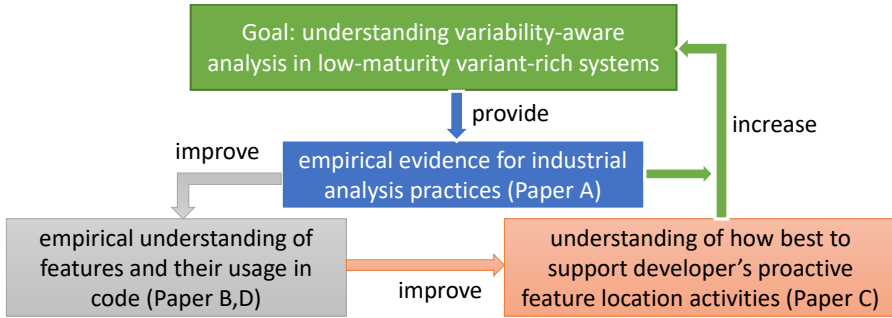 Goal: understanding variability-aware
analysis in low-maturity variant-rich systems
provide
increase
improve
empirical evidence for industrial
analysis practices (Paper A)
empirical understanding of
features and their usage in
code (Paper B,D)
improve
understanding of how best to
support developer's proactive
feature location activities (Paper C)